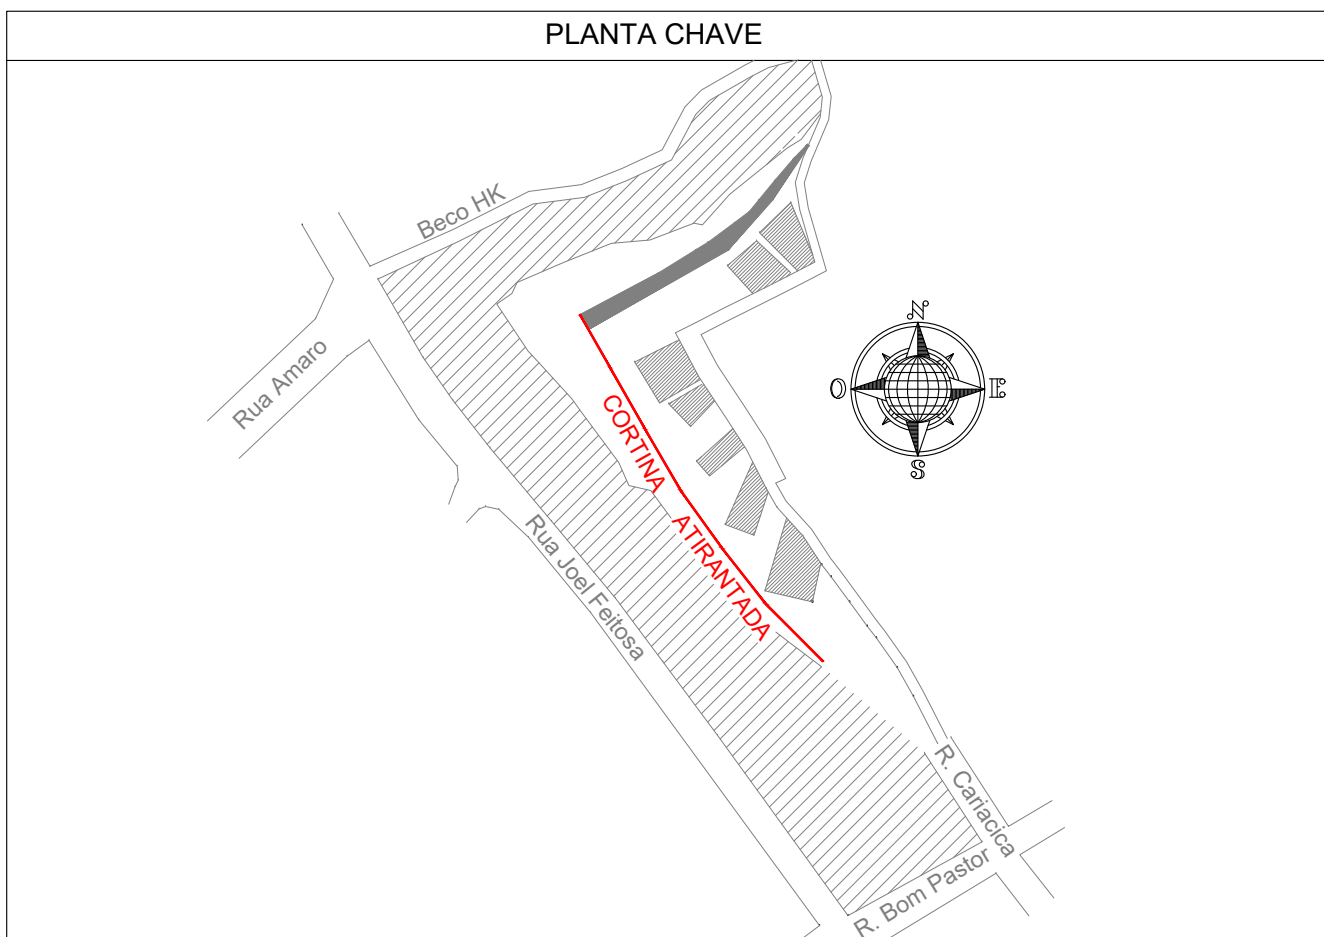 PLANTA CHAVE
Beco HK
Rua Amaro
N
O
E
S
CORTINA ATIRANTADA
Rua Joel Feitosa
R. Cariacica
R. Bom Pastor